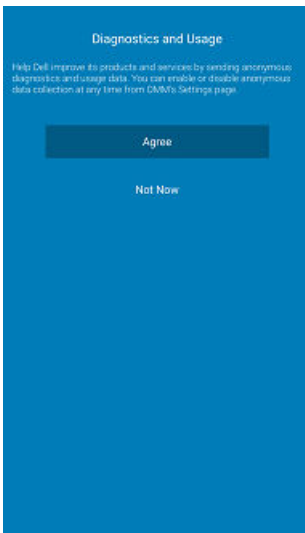 Diagnostics and Usage
Help Dell improve its products and services by sending anonymous
diagnostics and usage data. You can enable or disable anonymous
data collection at any time from DMM's Settings page.
Agree
Not Now